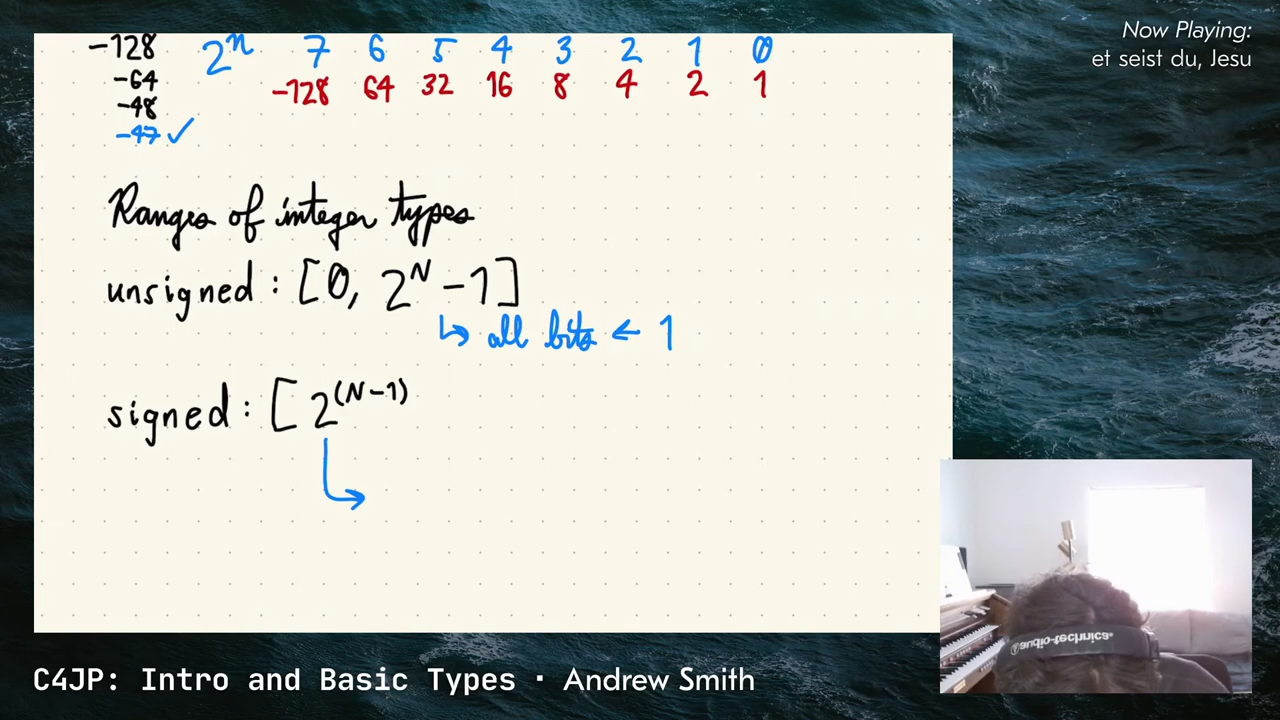 Now Playing:
et seist du, Jesu
-128 2ⁿ 7 6 5 4 3 2 1 0
-64 -128 64 32 16 8 4 2 1
-48
-47 ✓
Ranges of integer types
unsigned: [0, 2^N -1]
↳ all bits ← 1
signed: [ 2^(N-1)
audio-technica
C4JP: Intro and Basic Types · Andrew Smith